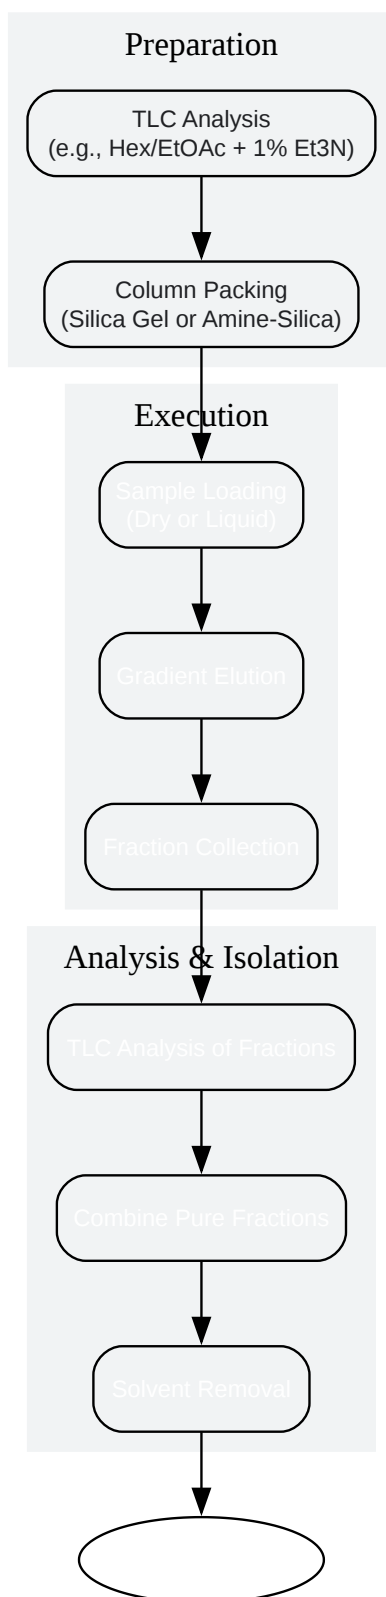 Preparation
TLC Analysis
(e.g., Hex/EtOAc + 1% Et3N)
Column Packing
(Silica Gel or Amine-Silica)
Execution
Sample Loading
(Dry or Liquid)
Gradient Elution
Fraction Collection
Analysis & Isolation
TLC Analysis of Fractions
Combine Pure Fractions
Solvent Removal